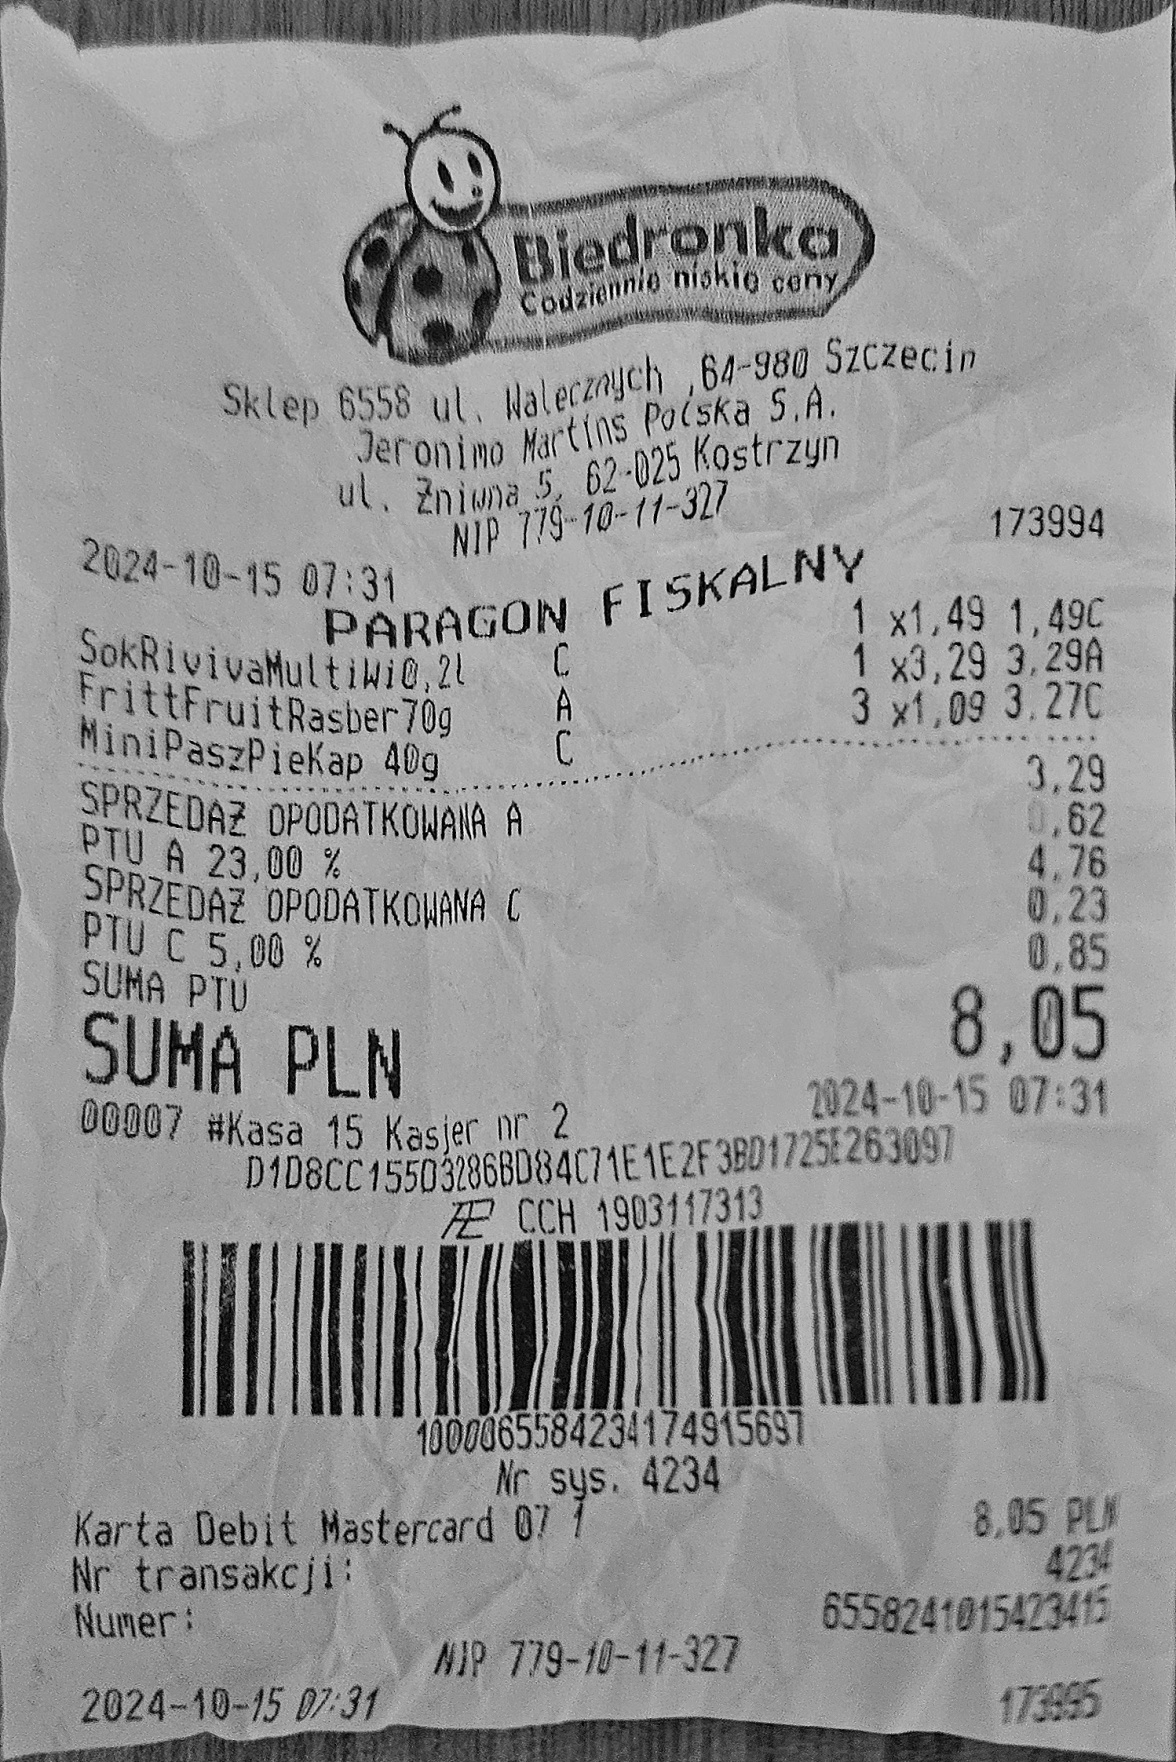 Biedronka
Codziennie niskie ceny
Sklep 6558 ul. Walecznych ,64-980 Szczecin
Jeronimo Martins Polska S.A.
ul. Żniwna 5, 62-025 Kostrzyn
NIP 779-10-11-327
2024-10-15 07:31 173994
PARAGON FISKALNY
SokRivivaMultiWi0,2l C 1 x1,49 1,49C
FrittFruitRasber70g A 1 x3,29 3,29A
MiniPaszPieKap 40g C 3 x1,09 3,27C
SPRZEDAŻ OPODATKOWANA A 3,29
PTU A 23,00 % 0,62
SPRZEDAŻ OPODATKOWANA C 4,76
PTU C 5,00 % 0,23
SUMA PTU 0,85
SUMA PLN 8,05
00007 #Kasa 15 Kasjer nr 2 2024-10-15 07:31
D1D8CC155D3286BD84C71E1E2F3BD1725E263097
CCH 1903117313
1000065584234174915697
Nr sys. 4234
Karta Debit Mastercard 07 1 8,05 PLN
Nr transakcji: 4234
Numer: 6558241015423415
NIP 779-10-11-327
2024-10-15 07:31 173995